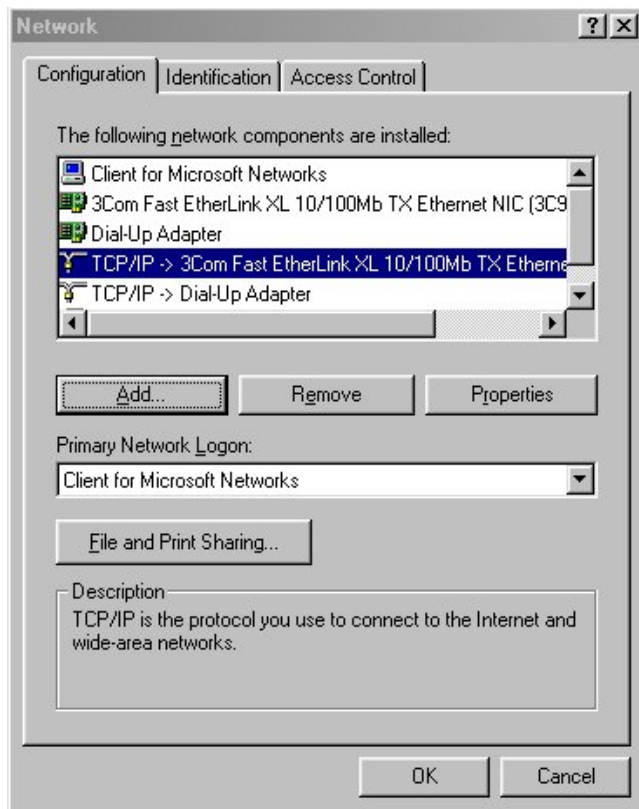 Network
Configuration Identification Access Control
The following network components are installed:
Client for Microsoft Networks
3Com Fast EtherLink XL 10/100Mb TX Ethernet NIC (3C9
Dial-Up Adapter
TCP/IP -> 3Com Fast EtherLink XL 10/100Mb TX Etherne
TCP/IP -> Dial-Up Adapter
Add... Remove Properties
Primary Network Logon:
Client for Microsoft Networks
File and Print Sharing...
Description
TCP/IP is the protocol you use to connect to the Internet and
wide-area networks.
OK Cancel